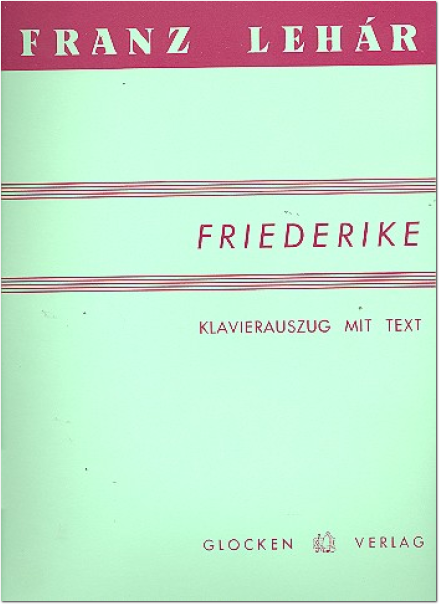 FRANZ LEHÁR
FRIEDERIKE
KLAVIERAUSZUG MIT TEXT
GLOCKEN VERLAG